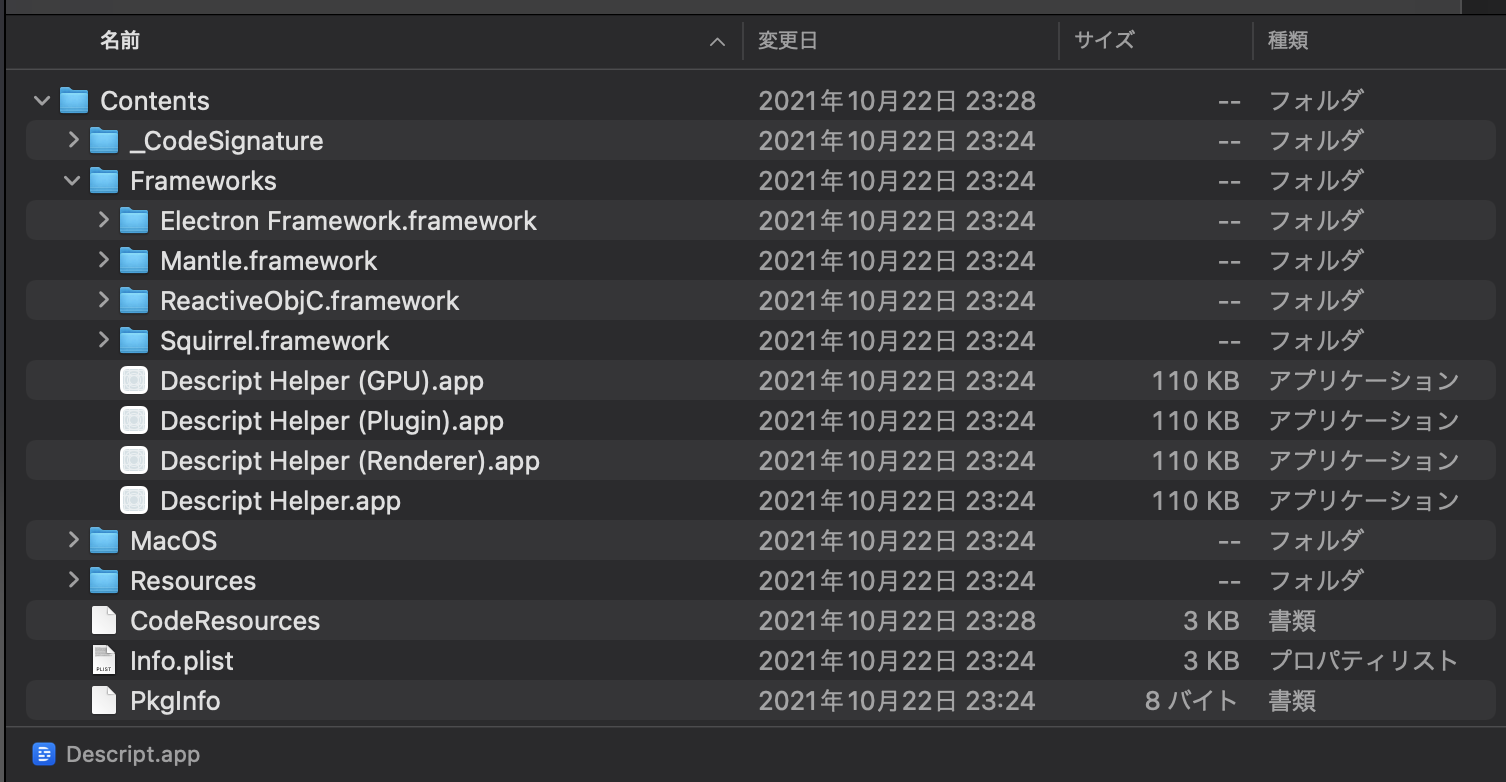 名前 変更日 サイズ 種類
Contents 2021年10月22日 23:28 -- フォルダ
_CodeSignature 2021年10月22日 23:24 -- フォルダ
Frameworks 2021年10月22日 23:24 -- フォルダ
Electron Framework.framework 2021年10月22日 23:24 -- フォルダ
Mantle.framework 2021年10月22日 23:24 -- フォルダ
ReactiveObjC.framework 2021年10月22日 23:24 -- フォルダ
Squirrel.framework 2021年10月22日 23:24 -- フォルダ
Descript Helper (GPU).app 2021年10月22日 23:24 110 KB アプリケーション
Descript Helper (Plugin).app 2021年10月22日 23:24 110 KB アプリケーション
Descript Helper (Renderer).app 2021年10月22日 23:24 110 KB アプリケーション
Descript Helper.app 2021年10月22日 23:24 110 KB アプリケーション
MacOS 2021年10月22日 23:24 -- フォルダ
Resources 2021年10月22日 23:24 -- フォルダ
CodeResources 2021年10月22日 23:28 3 KB 書類
PLIST Info.plist 2021年10月22日 23:24 3 KB プロパティリスト
PkgInfo 2021年10月22日 23:24 8 バイト 書類
Descript.app